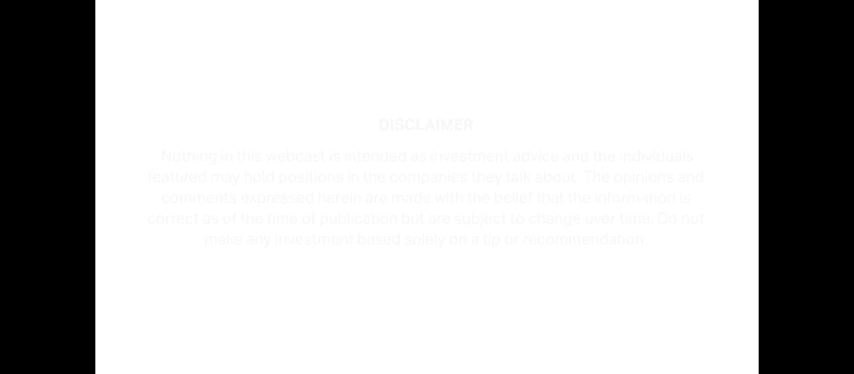 DISCLAIMER
Nothing in this webcast is intended as investment advice and the individuals
featured may hold positions in the companies they talk about. The opinions and
comments expressed herein are made with the belief that the information is
correct as of the time of publication but are subject to change over time. Do not
make any investment based solely on a tip or recommendation.